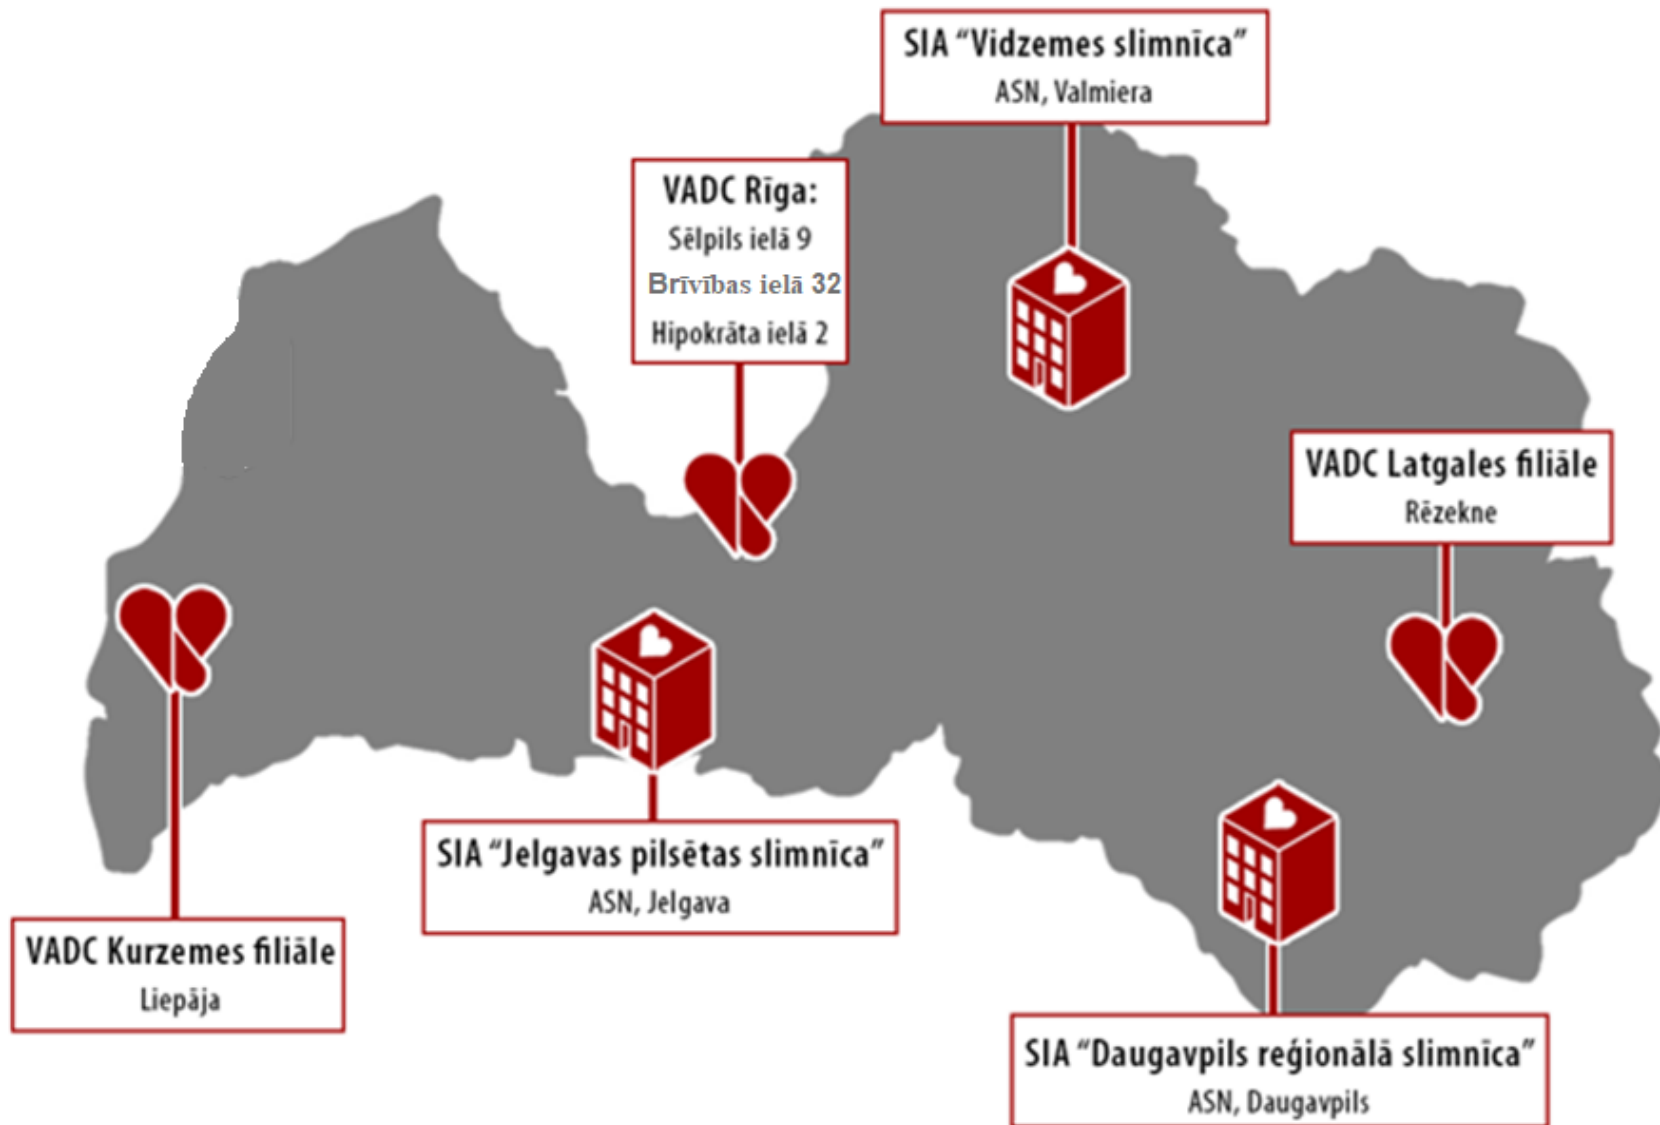 SIA “Vidzemes slimnīca”
ASN, Valmiera
VADC Rīga:
Sēlpils ielā 9
Brīvības ielā 32
Hipokrāta ielā 2
VADC Latgales filiāle
Rēzekne
SIA “Jelgavas pilsētas slimnīca”
ASN, Jelgava
VADC Kurzemes filiāle
Liepāja
SIA “Daugavpils reģionālā slimnīca”
ASN, Daugavpils